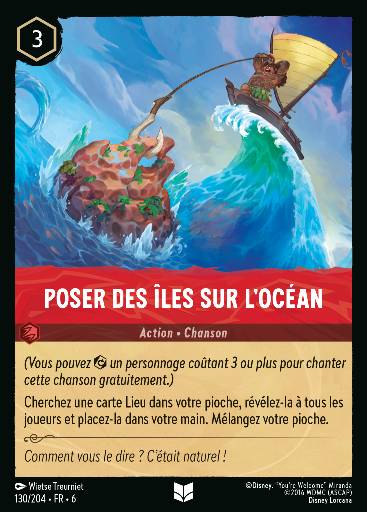 3
POSER DES ÎLES SUR L'OCÉAN
Action • Chanson
(Vous pouvez un personnage coûtant 3 ou plus pour chanter
cette chanson gratuitement.)
Cherchez une carte Lieu dans votre pioche, révélez-la à tous les
joueurs et placez-la dans votre main. Mélangez votre pioche.
Comment vous le dire ? C'était naturel !
Wietse Treurniet
130/204 • FR • 6
©Disney. "You're Welcome" Miranda
©2016 WDMC (ASCAP)
Disney Lorcana